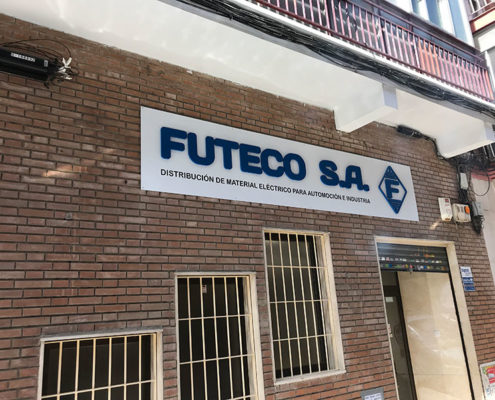 FUTECO S.A.
DISTRIBUCIÓN DE MATERIAL ELÉCTRICO PARA AUTOMOCIÓN E INDUSTRIA
F